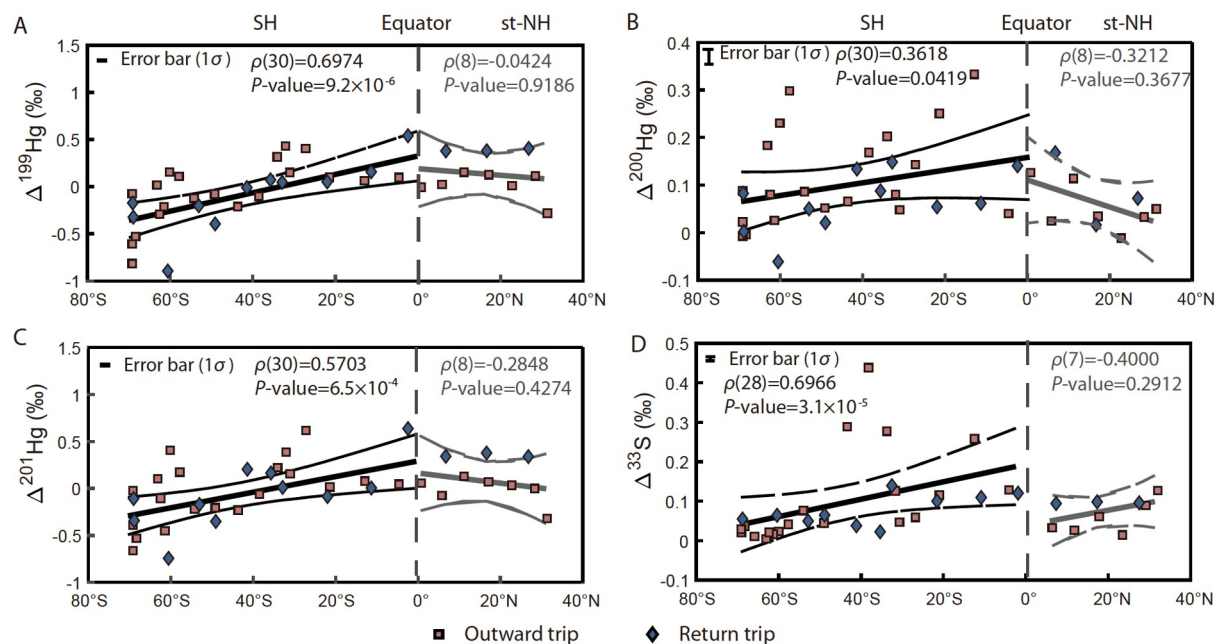 SH Equator st-NH SH Equator st-NH
A
1.5
1
0.5
0
-0.5
-1
Δ¹⁹⁹Hg (‰)
Error bar (1σ)
ρ(30)=0.6974
P-value=9.2×10⁻⁶
ρ(8)=-0.0424
0.9186
80°S 60°S 40°S 20°S 0° 20°N 40°N
B
0.4
0.3
0.2
0.1
0
-0.1
Δ²⁰⁰Hg (‰)
Error bar (1σ)
ρ(30)=0.3618
P-value=0.0419
ρ(8)=-0.3212
P-value=0.3677
80°S 60°S 40°S 20°S 0° 20°N 40°N
C
1.5
1
0.5
0
-0.5
-1
Δ²⁰¹Hg (‰)
Error bar (1σ)
ρ(30)=0.5703
P-value=6.5×10⁻⁴
ρ(8)=-0.2848
P-value=0.4274
80°S 60°S 40°S 20°S 0° 20°N 40°N
D
0.5
0.4
0.3
0.2
0.1
0
-0.1
Δ³³S (‰)
Error bar (1σ)
ρ(28)=0.6966
P-value=3.1×10⁻⁵
ρ(7)=-0.4000
P-value=0.2912
80°S 60°S 40°S 20°S 0° 20°N 40°N
Outward trip Return trip